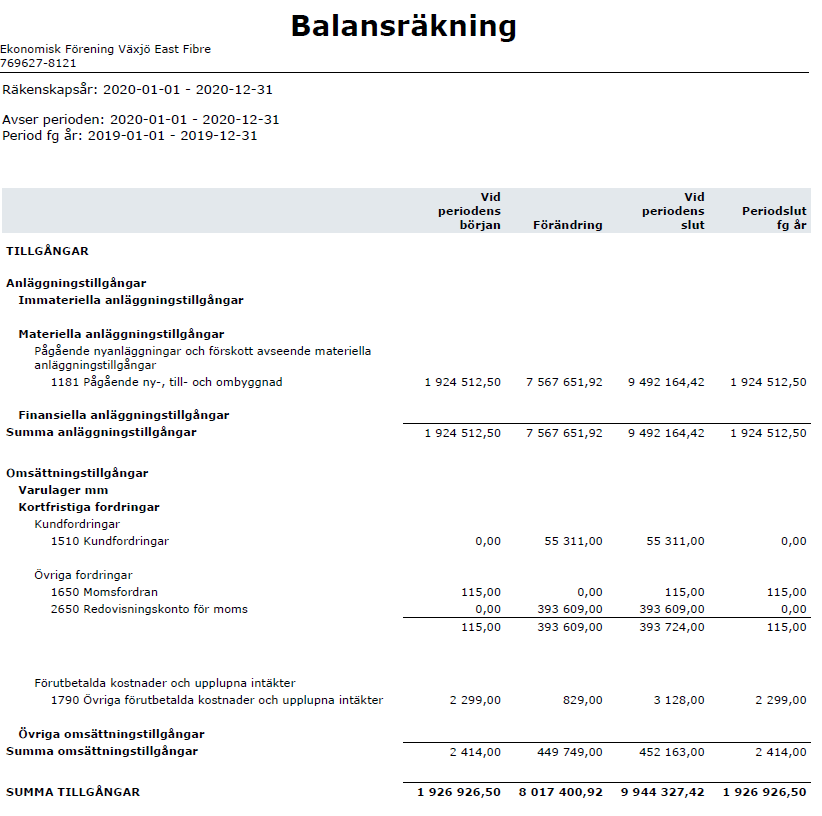 Balansräkning
Ekonomisk Förening Växjö East Fibre
769627-8121
Räkenskapsår: 2020-01-01 - 2020-12-31
Avser perioden: 2020-01-01 - 2020-12-31
Period fg år: 2019-01-01 - 2019-12-31
Vid Vid
periodens periodens Periodslut
början Förändring slut fg år
TILLGÅNGAR
Anläggningstillgångar
Immateriella anläggningstillgångar
Materiella anläggningstillgångar
Pågående nyanläggningar och förskott avseende materiella
anläggningstillgångar
1181 Pågående ny-, till- och ombyggnad 1 924 512,50 7 567 651,92 9 492 164,42 1 924 512,50
Finansiella anläggningstillgångar
Summa anläggningstillgångar 1 924 512,50 7 567 651,92 9 492 164,42 1 924 512,50
Omsättningstillgångar
Varulager mm
Kortfristiga fordringar
Kundfordringar
1510 Kundfordringar 0,00 55 311,00 55 311,00 0,00
Övriga fordringar
1650 Momsfordran 115,00 0,00 115,00 115,00
2650 Redovisningskonto för moms 0,00 393 609,00 393 609,00 0,00
115,00 393 609,00 393 724,00 115,00
Förutbetalda kostnader och upplupna intäkter
1790 Övriga förutbetalda kostnader och upplupna intäkter 2 299,00 829,00 3 128,00 2 299,00
Övriga omsättningstillgångar
Summa omsättningstillgångar 2 414,00 449 749,00 452 163,00 2 414,00
SUMMA TILLGÅNGAR 1 926 926,50 8 017 400,92 9 944 327,42 1 926 926,50